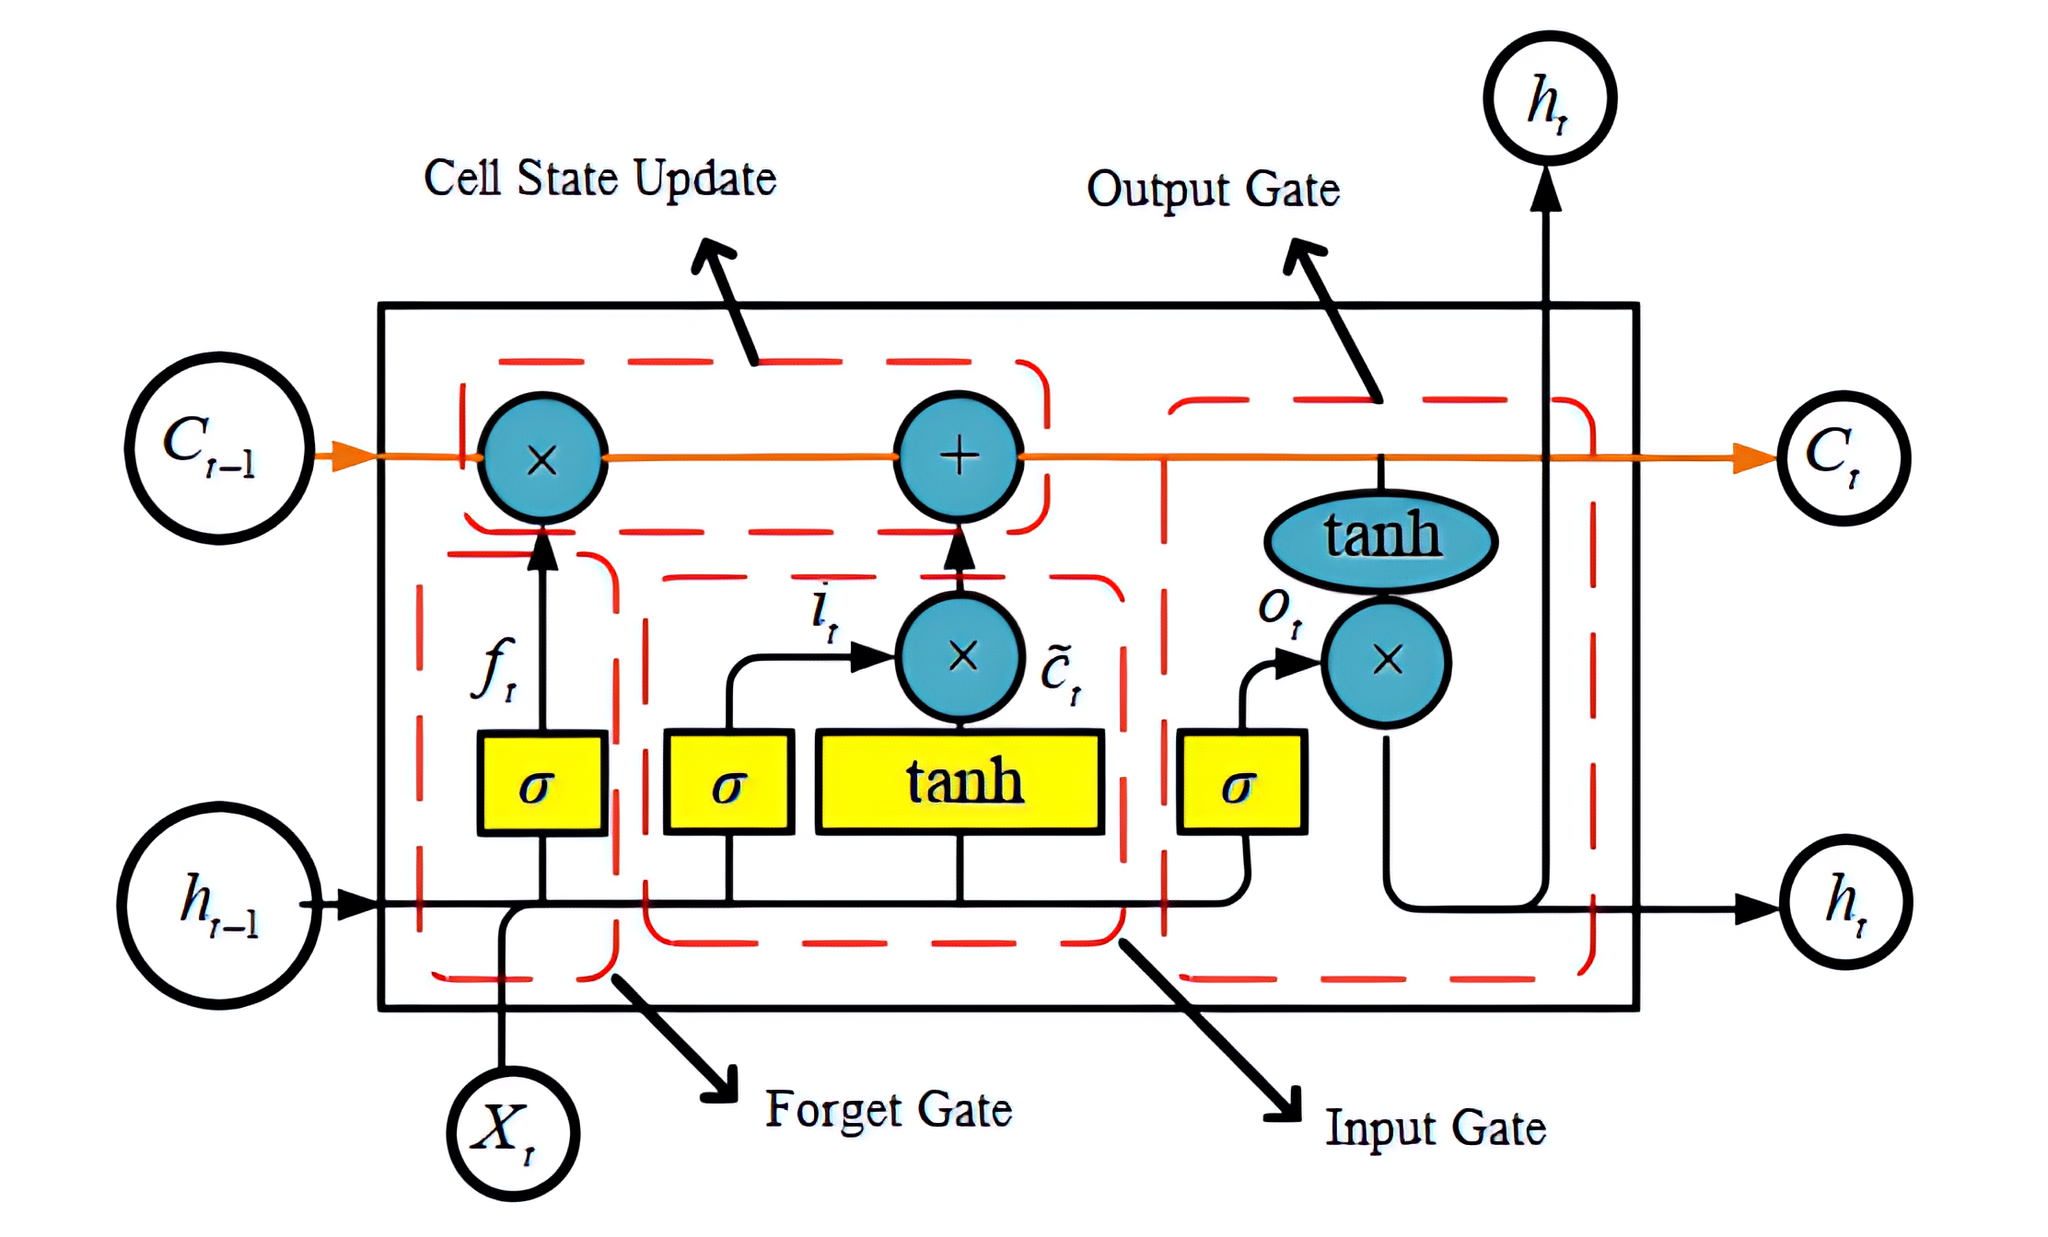 h_t
Cell State Update
Output Gate
C_{t-1}
×
+
C_t
tanh
i_t
o_t
f_t
×
c̃_t
×
σ
σ
tanh
σ
h_{t-1}
h_t
X_t
Forget Gate
Input Gate